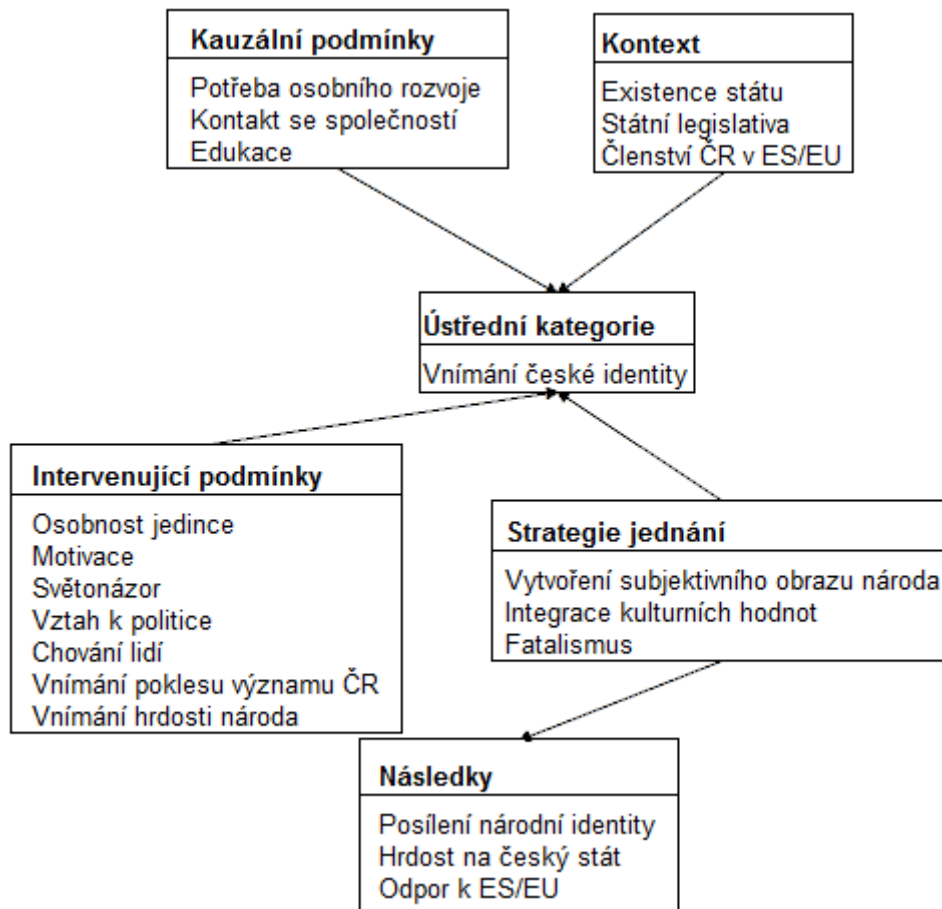 Kauzální podmínky
Potřeba osobního rozvoje
Kontakt se společností
Edukace
Kontext
Existence státu
Státní legislativa
Členství ČR v ES/EU
Ústřední kategorie
Vnímání české identity
Intervenující podmínky
Osobnost jedince
Motivace
Světonázor
Vztah k politice
Chování lidí
Vnímání poklesu významu ČR
Vnímání hrdosti národa
Strategie jednání
Vytvoření subjektivního obrazu národa
Integrace kulturních hodnot
Fatalismus
Následky
Posílení národní identity
Hrdost na český stát
Odpor k ES/EU